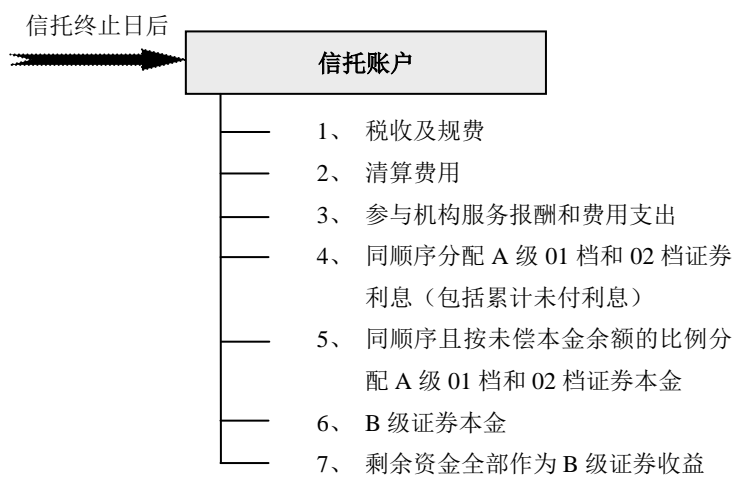 信托终止日后
信托账户
1、 税收及规费
2、 清算费用
3、 参与机构服务报酬和费用支出
4、 同顺序分配 A 级 01 档和 02 档证券
利息（包括累计未付利息）
5、 同顺序且按未偿本金余额的比例分
配 A 级 01 档和 02 档证券本金
6、 B 级证券本金
7、 剩余资金全部作为 B 级证券收益